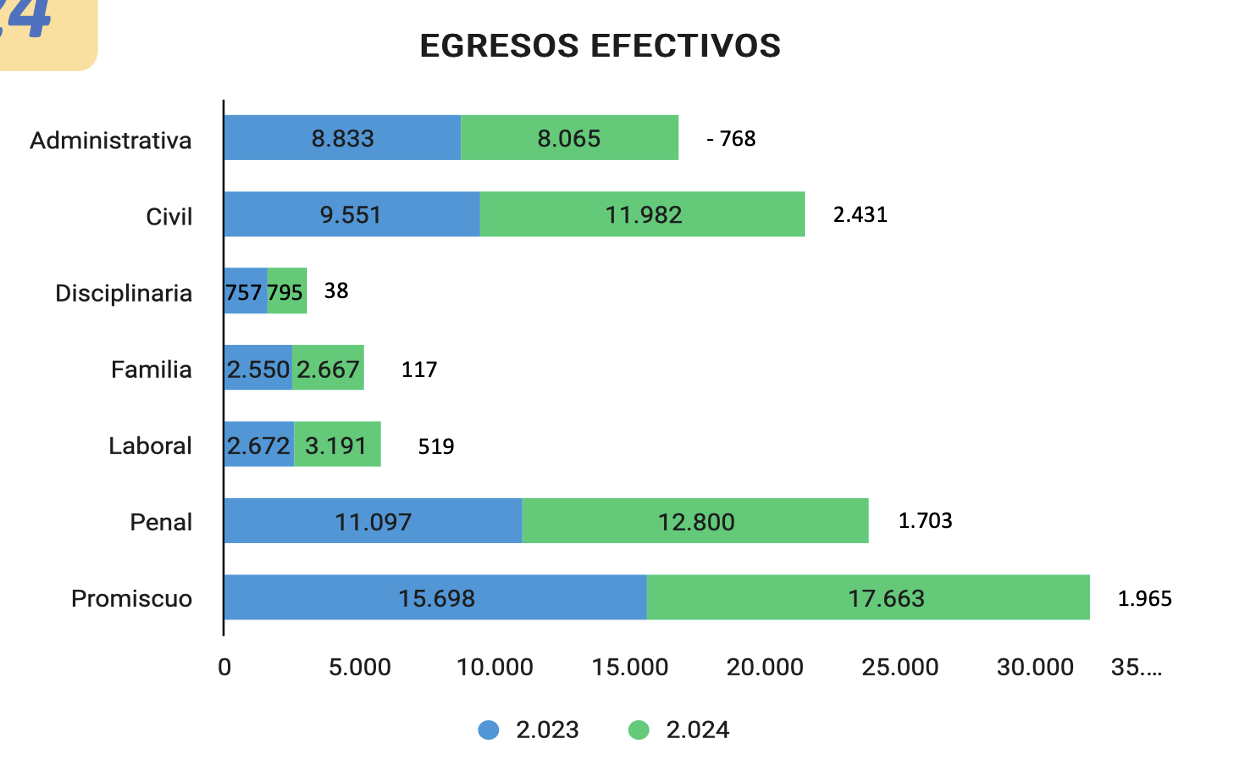 24
EGRESOS EFECTIVOS
Administrativa 8.833 8.065 - 768
Civil 9.551 11.982 2.431
Disciplinaria 757 795 38
Familia 2.550 2.667 117
Laboral 2.672 3.191 519
Penal 11.097 12.800 1.703
Promiscuo 15.698 17.663 1.965
0 5.000 10.000 15.000 20.000 25.000 30.000 35....
2.023 2.024